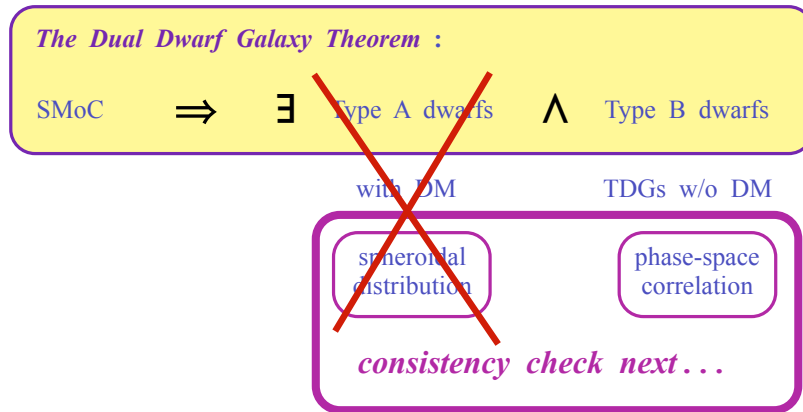 The Dual Dwarf Galaxy Theorem :
SMoC ⇒ ∃ Type A dwarfs ∧ Type B dwarfs
with DM TDGs w/o DM
spheroidal phase-space
distribution correlation
consistency check next . . .